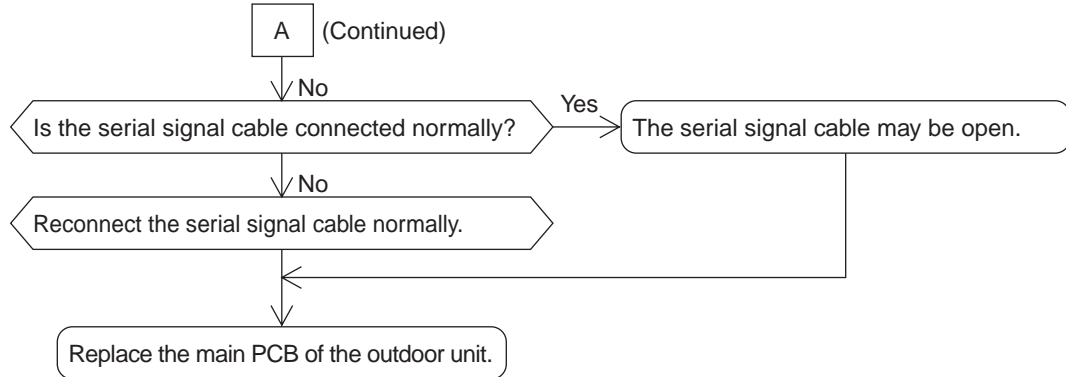 A (Continued)
No
Is the serial signal cable connected normally?
Yes
The serial signal cable may be open.
No
Reconnect the serial signal cable normally.
Replace the main PCB of the outdoor unit.